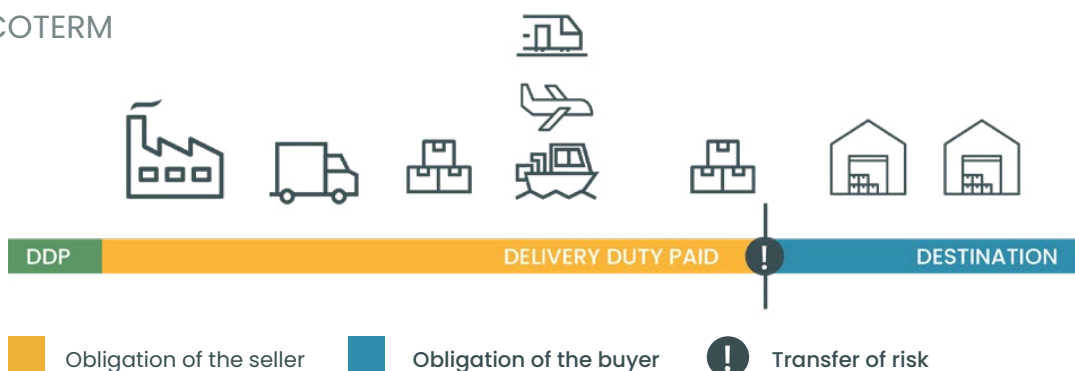 COTERM
DDP DELIVERY DUTY PAID ! DESTINATION
Obligation of the seller Obligation of the buyer ! Transfer of risk